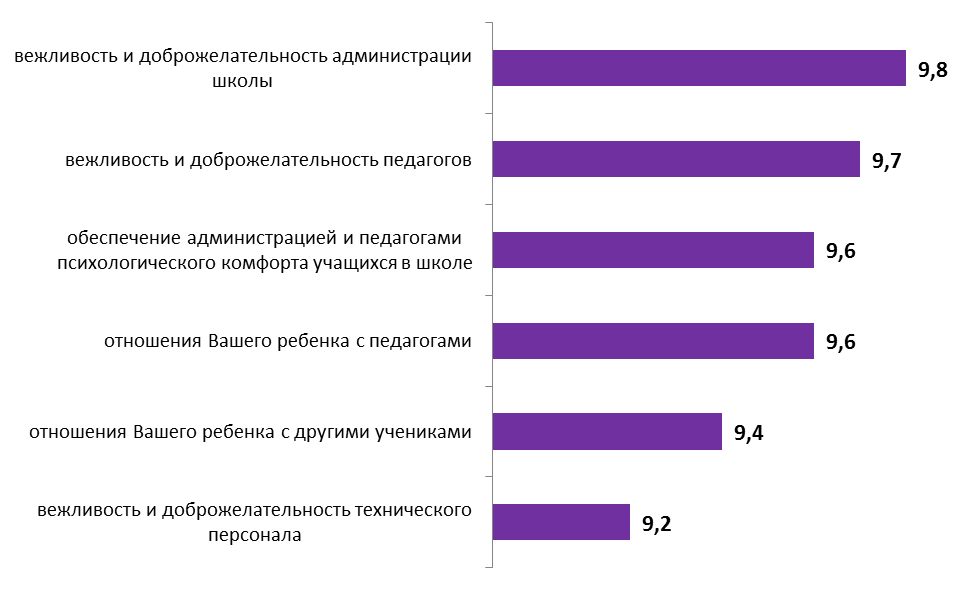 вежливость и доброжелательность администрации
школы
9,8
вежливость и доброжелательность педагогов
9,7
обеспечение администрацией и педагогами
психологического комфорта учащихся в школе
9,6
отношения Вашего ребенка с педагогами
9,6
отношения Вашего ребенка с другими учениками
9,4
вежливость и доброжелательность технического
персонала
9,2